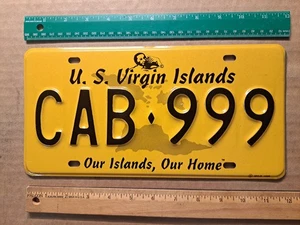 U. S. Virgin Islands
CAB♦999
Our Islands, Our Home